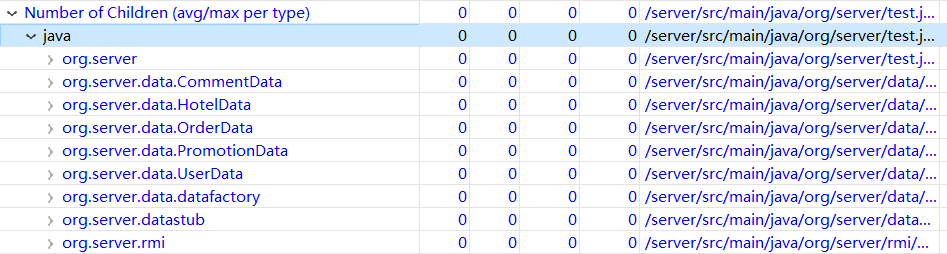 Number of Children (avg/max per type) 0 0 0 0 /server/src/main/java/org/server/test.j...
java 0 0 0 0 /server/src/main/java/org/server/test.j...
org.server 0 0 0 0 /server/src/main/java/org/server/test.j...
org.server.data.CommentData 0 0 0 0 /server/src/main/java/org/server/data/...
org.server.data.HotelData 0 0 0 0 /server/src/main/java/org/server/data/...
org.server.data.OrderData 0 0 0 0 /server/src/main/java/org/server/data/...
org.server.data.PromotionData 0 0 0 0 /server/src/main/java/org/server/data/...
org.server.data.UserData 0 0 0 0 /server/src/main/java/org/server/data/...
org.server.data.datafactory 0 0 0 0 /server/src/main/java/org/server/data/...
org.server.datastub 0 0 0 0 /server/src/main/java/org/server/data...
org.server.rmi 0 0 0 0 /server/src/main/java/org/server/rmi/...